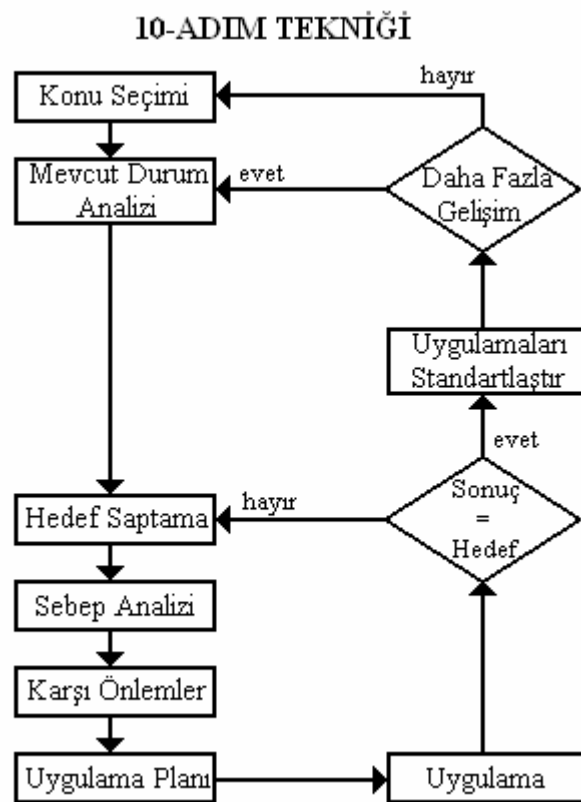 10-ADIM TEKNİĞİ
hayır
Konu Seçimi
Mevcut Durum
Analizi
evet
Daha Fazla
Gelişim
Uygulamaları
Standartlaştır
evet
Hedef Saptama
hayır
Sonuç
=
Hedef
Sebep Analizi
Karşı Önlemler
Uygulama Planı
Uygulama